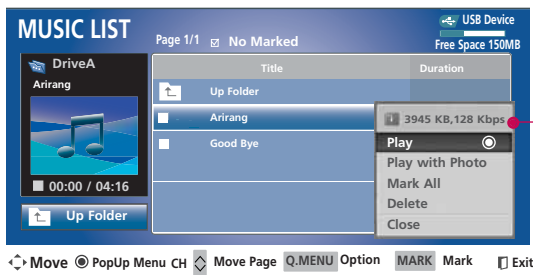 MUSIC LIST
Page 1/1 No Marked
USB Device
Free Space 150MB
DriveA
Arirang
00:00 / 04:16
Up Folder
Title Duration
Up Folder
Arirang
Good Bye
3945 KB,128 Kbps
Play
Play with Photo
Mark All
Delete
Close
Move PopUp Menu CH Move Page Q.MENU Option MARK Mark Exit